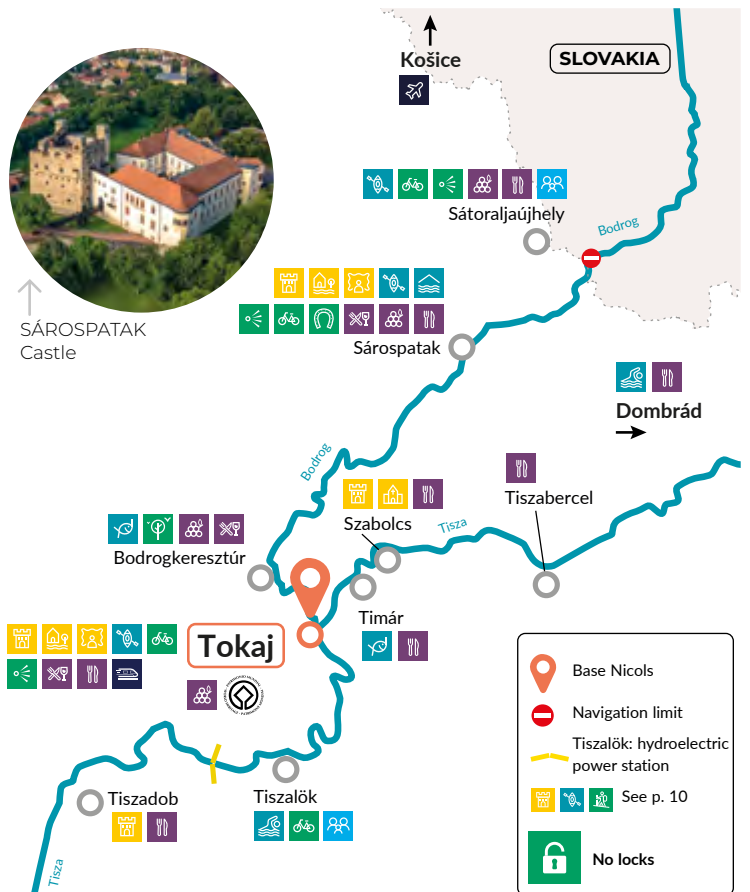 Košice
SLOVAKIA
Sátoraljaújhely
Bodrog
SÁROSPATAK
Castle
Sárospatak
Dombrád
Bodrog
Tiszabercel
Szabolcs
Tisza
Bodrogkeresztúr
Timár
Tokaj
Tiszadob
Tiszalök
Tisza
Base Nicols
Navigation limit
Tiszalök: hydroelectric
power station
See p. 10
No locks